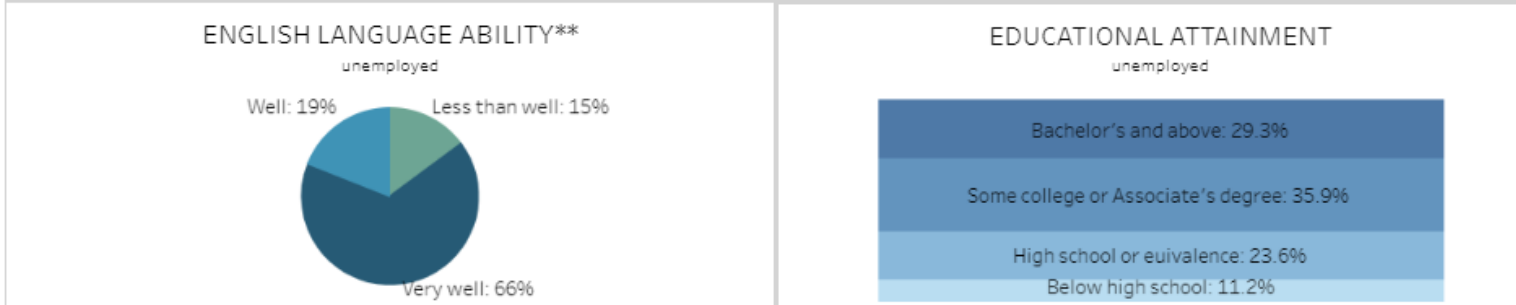 ENGLISH LANGUAGE ABILITY**
unemployed
Well: 19%
Less than well: 15%
Very well: 66%
EDUCATIONAL ATTAINMENT
unemployed
Bachelor's and above: 29.3%
Some college or Associate's degree: 35.9%
High school or euivalence: 23.6%
Below high school: 11.2%